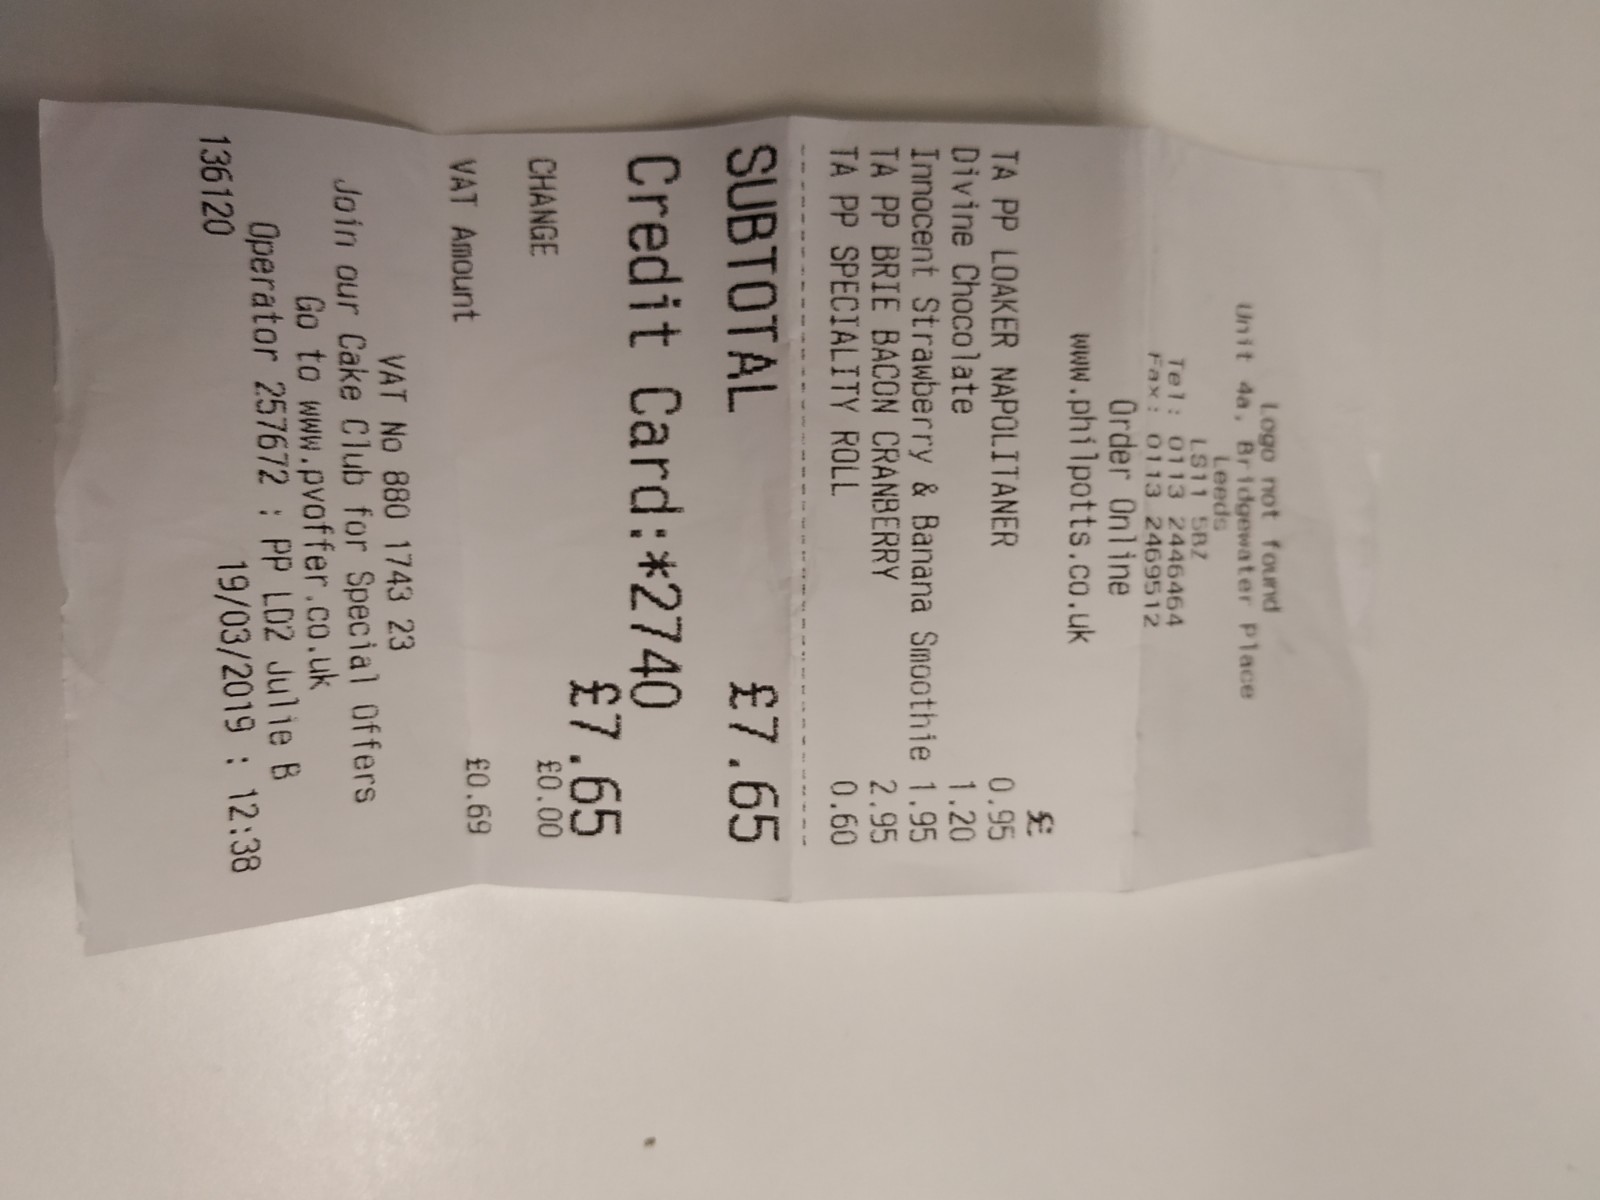 Logo not found
Unit 4a, Bridgewater Place
Leeds
LS11 5BZ
Tel: 0113 2446464
Fax: 0113 2469512
Order Online
www.philpotts.co.uk
£
TA PP LOAKER NAPOLITANER 0.95
Divine Chocolate 1.20
Innocent Strawberry & Banana Smoothie 1.95
TA PP BRIE BACON CRANBERRY 2.95
TA PP SPECIALITY ROLL 0.60
SUBTOTAL £7.65
Credit Card:*2740
£7.65
CHANGE £0.00
VAT Amount £0.69
VAT No 880 1743 23
Join our Cake Club for Special Offers
Go to www.pvoffer.co.uk
Operator 257672 : PP LD2 Julie B
136120 19/03/2019 : 12:38